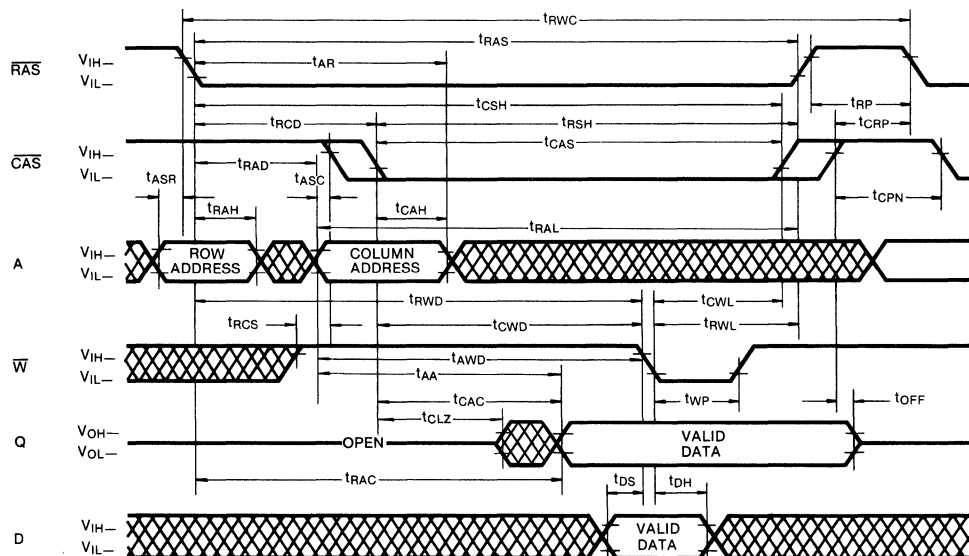 tRWC
tRAS
tAR
RAS
VIH—
VIL—
tCSH
tRP
tRCD
tRSH
tCRP
CAS
VIH—
VIL—
tRAD
tCAS
tASR
tASC
tCPN
tRAH
tCAH
tRAL
A
VIH—
VIL—
ROW
ADDRESS
COLUMN
ADDRESS
tRWD
tCWL
tRCS
tCWD
tRWL
W
VIH—
VIL—
tAWD
tAA
tCAC
tWP
tOFF
tCLZ
Q
VOH—
VOL—
OPEN
VALID
DATA
tRAC
tDS
tDH
D
VIH—
VIL—
VALID
DATA